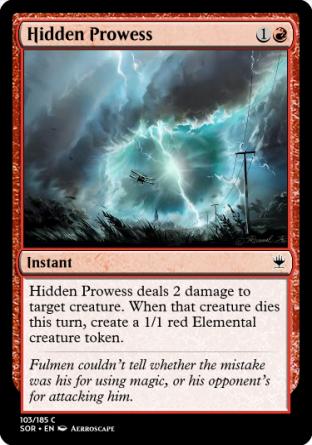 Hidden Prowess 1
Instant
Hidden Prowess deals 2 damage to
target creature. When that creature dies
this turn, create a 1/1 red Elemental
creature token.
Fulmen couldn't tell whether the mistake
was his for using magic, or his opponent's
for attacking him.
103/185 C
SOR • EN Aeroscape